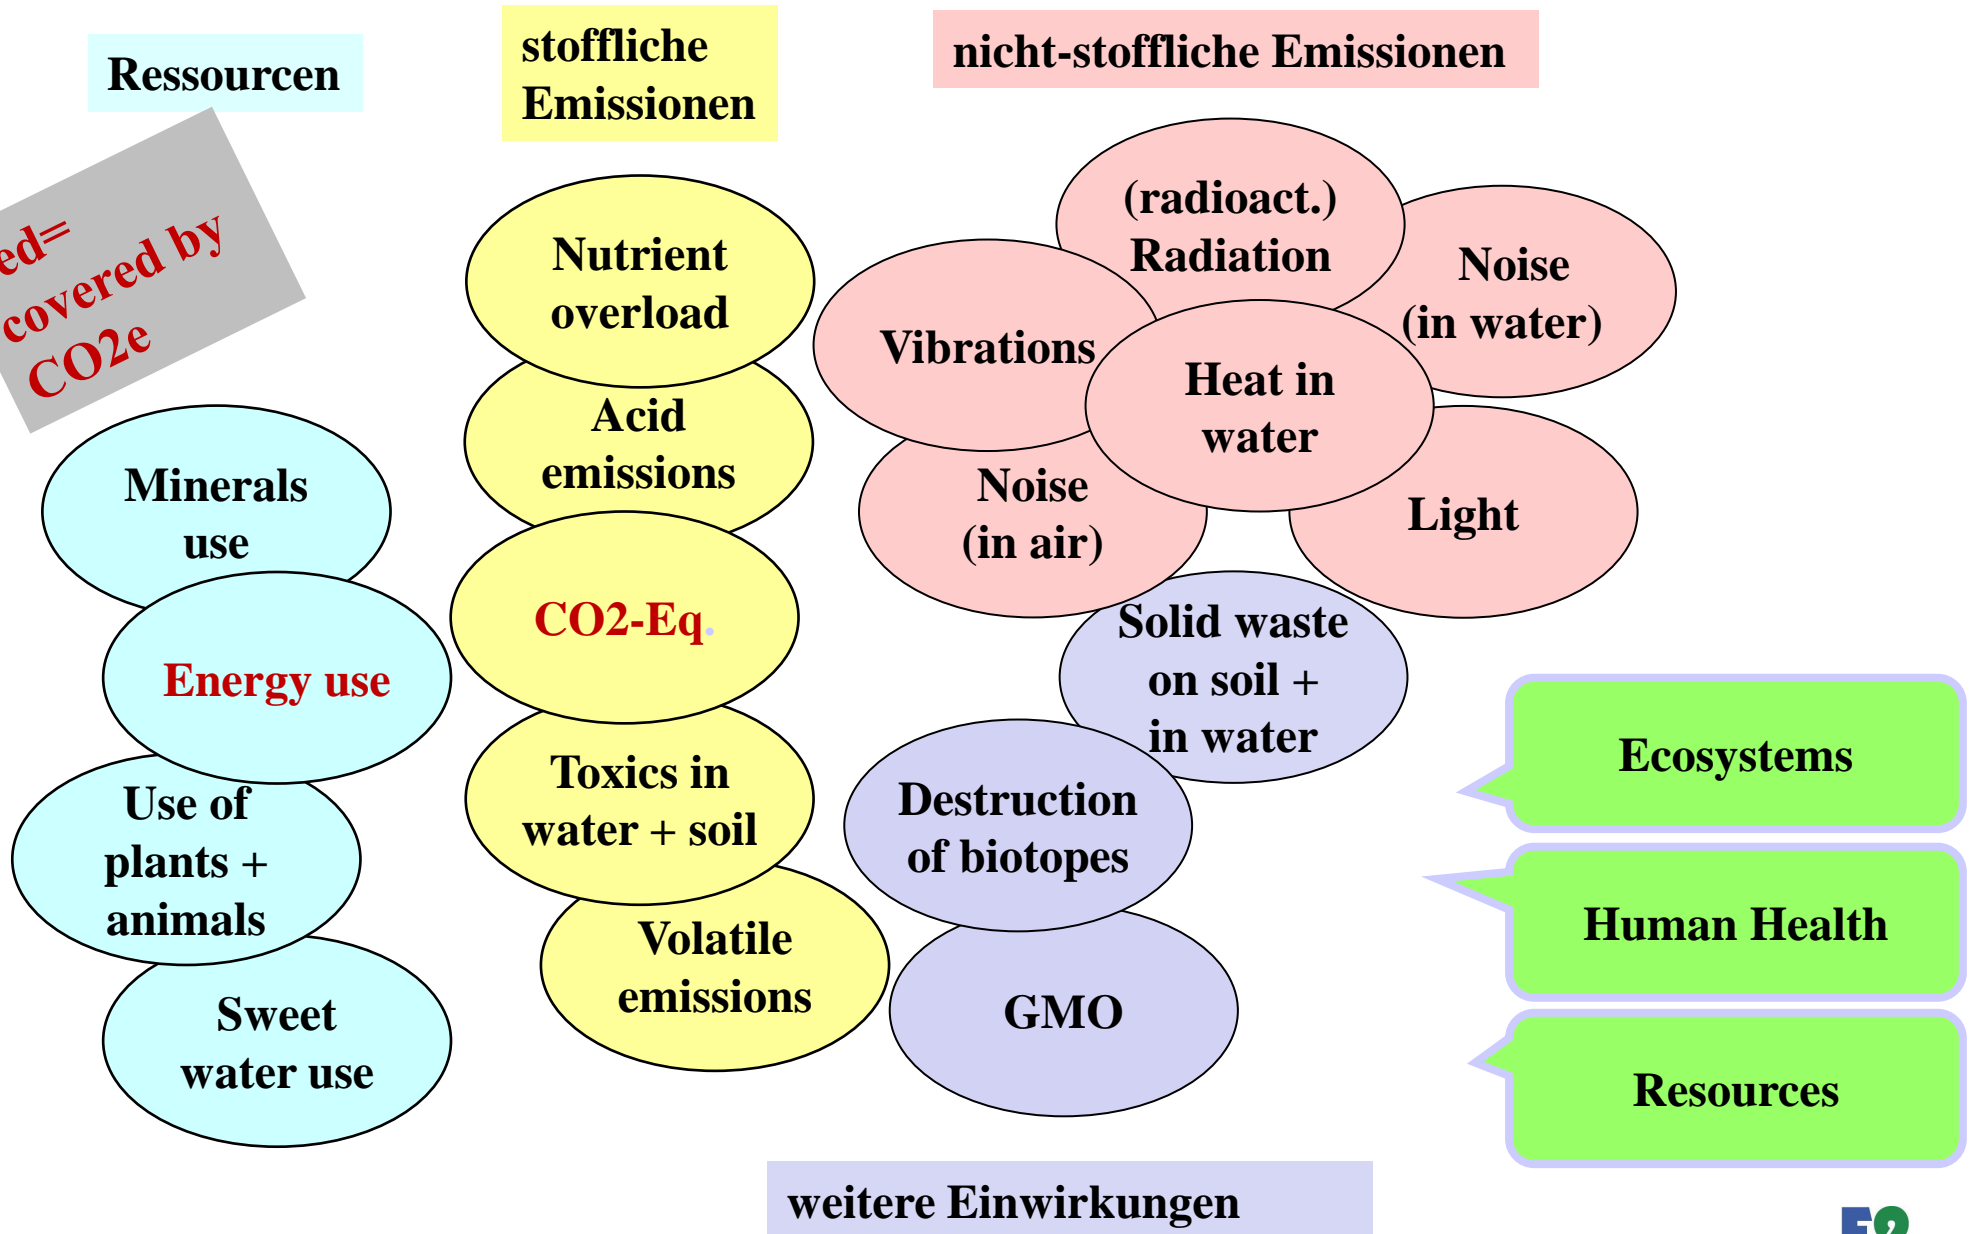 Ressourcen
stoffliche
Emissionen
nicht-stoffliche Emissionen
ed=
covered by
CO2e
Minerals
use
Energy use
Use of
plants +
animals
Sweet
water use
Nutrient
overload
Acid
emissions
CO2-Eq.
Toxics in
water + soil
Volatile
emissions
(radioact.)
Radiation
Noise
(in water)
Vibrations
Heat in
water
Noise
(in air)
Light
Solid waste
on soil +
in water
Destruction
of biotopes
GMO
Ecosystems
Human Health
Resources
weitere Einwirkungen